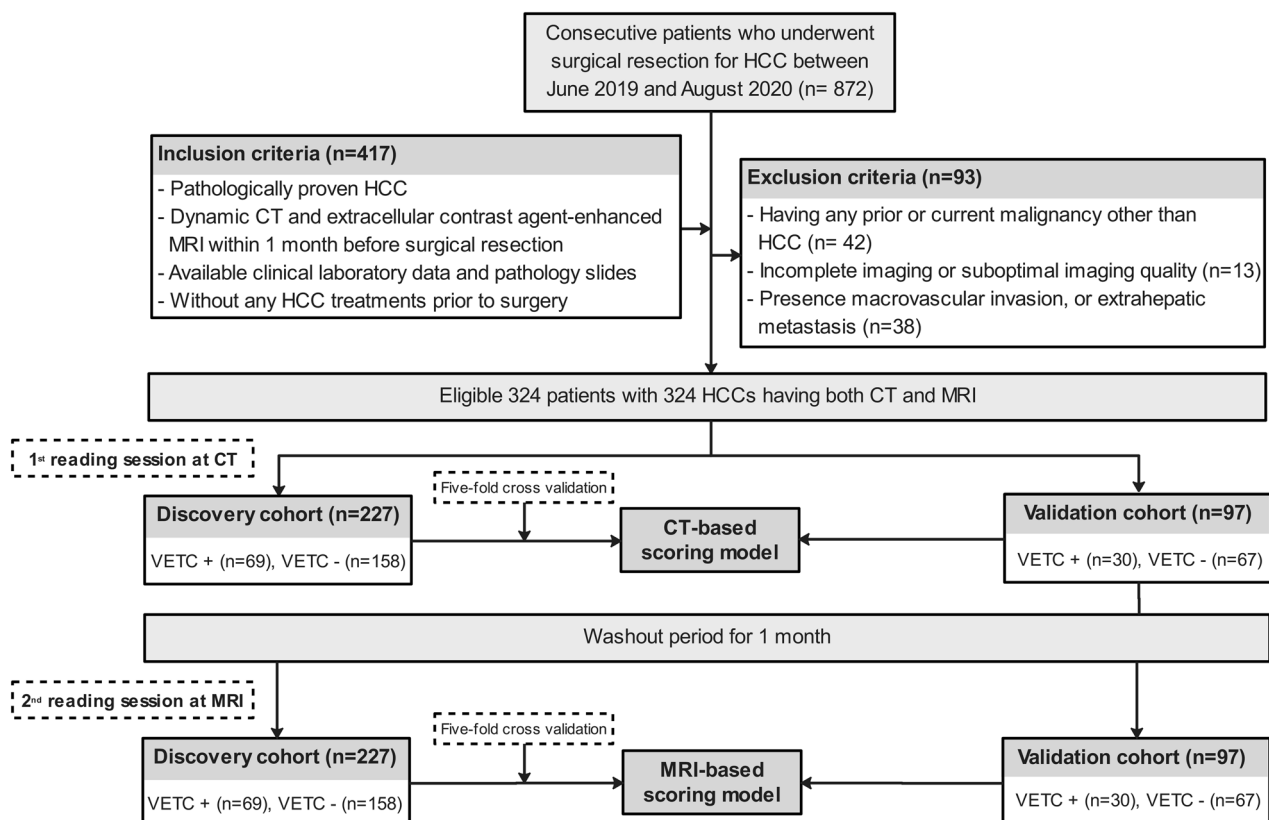 Consecutive patients who underwent
surgical resection for HCC between
June 2019 and August 2020 (n= 872)
Inclusion criteria (n=417)
- Pathologically proven HCC
- Dynamic CT and extracellular contrast agent-enhanced
MRI within 1 month before surgical resection
- Available clinical laboratory data and pathology slides
- Without any HCC treatments prior to surgery
Exclusion criteria (n=93)
- Having any prior or current malignancy other than
HCC (n= 42)
- Incomplete imaging or suboptimal imaging quality (n=13)
- Presence macrovascular invasion, or extrahepatic
metastasis (n=38)
Eligible 324 patients with 324 HCCs having both CT and MRI
1st reading session at CT
Five-fold cross validation
Discovery cohort (n=227)
VETC + (n=69), VETC - (n=158)
CT-based
scoring model
Validation cohort (n=97)
VETC + (n=30), VETC - (n=67)
Washout period for 1 month
2nd reading session at MRI
Five-fold cross validation
Discovery cohort (n=227)
VETC + (n=69), VETC - (n=158)
MRI-based
scoring model
Validation cohort (n=97)
VETC + (n=30), VETC - (n=67)